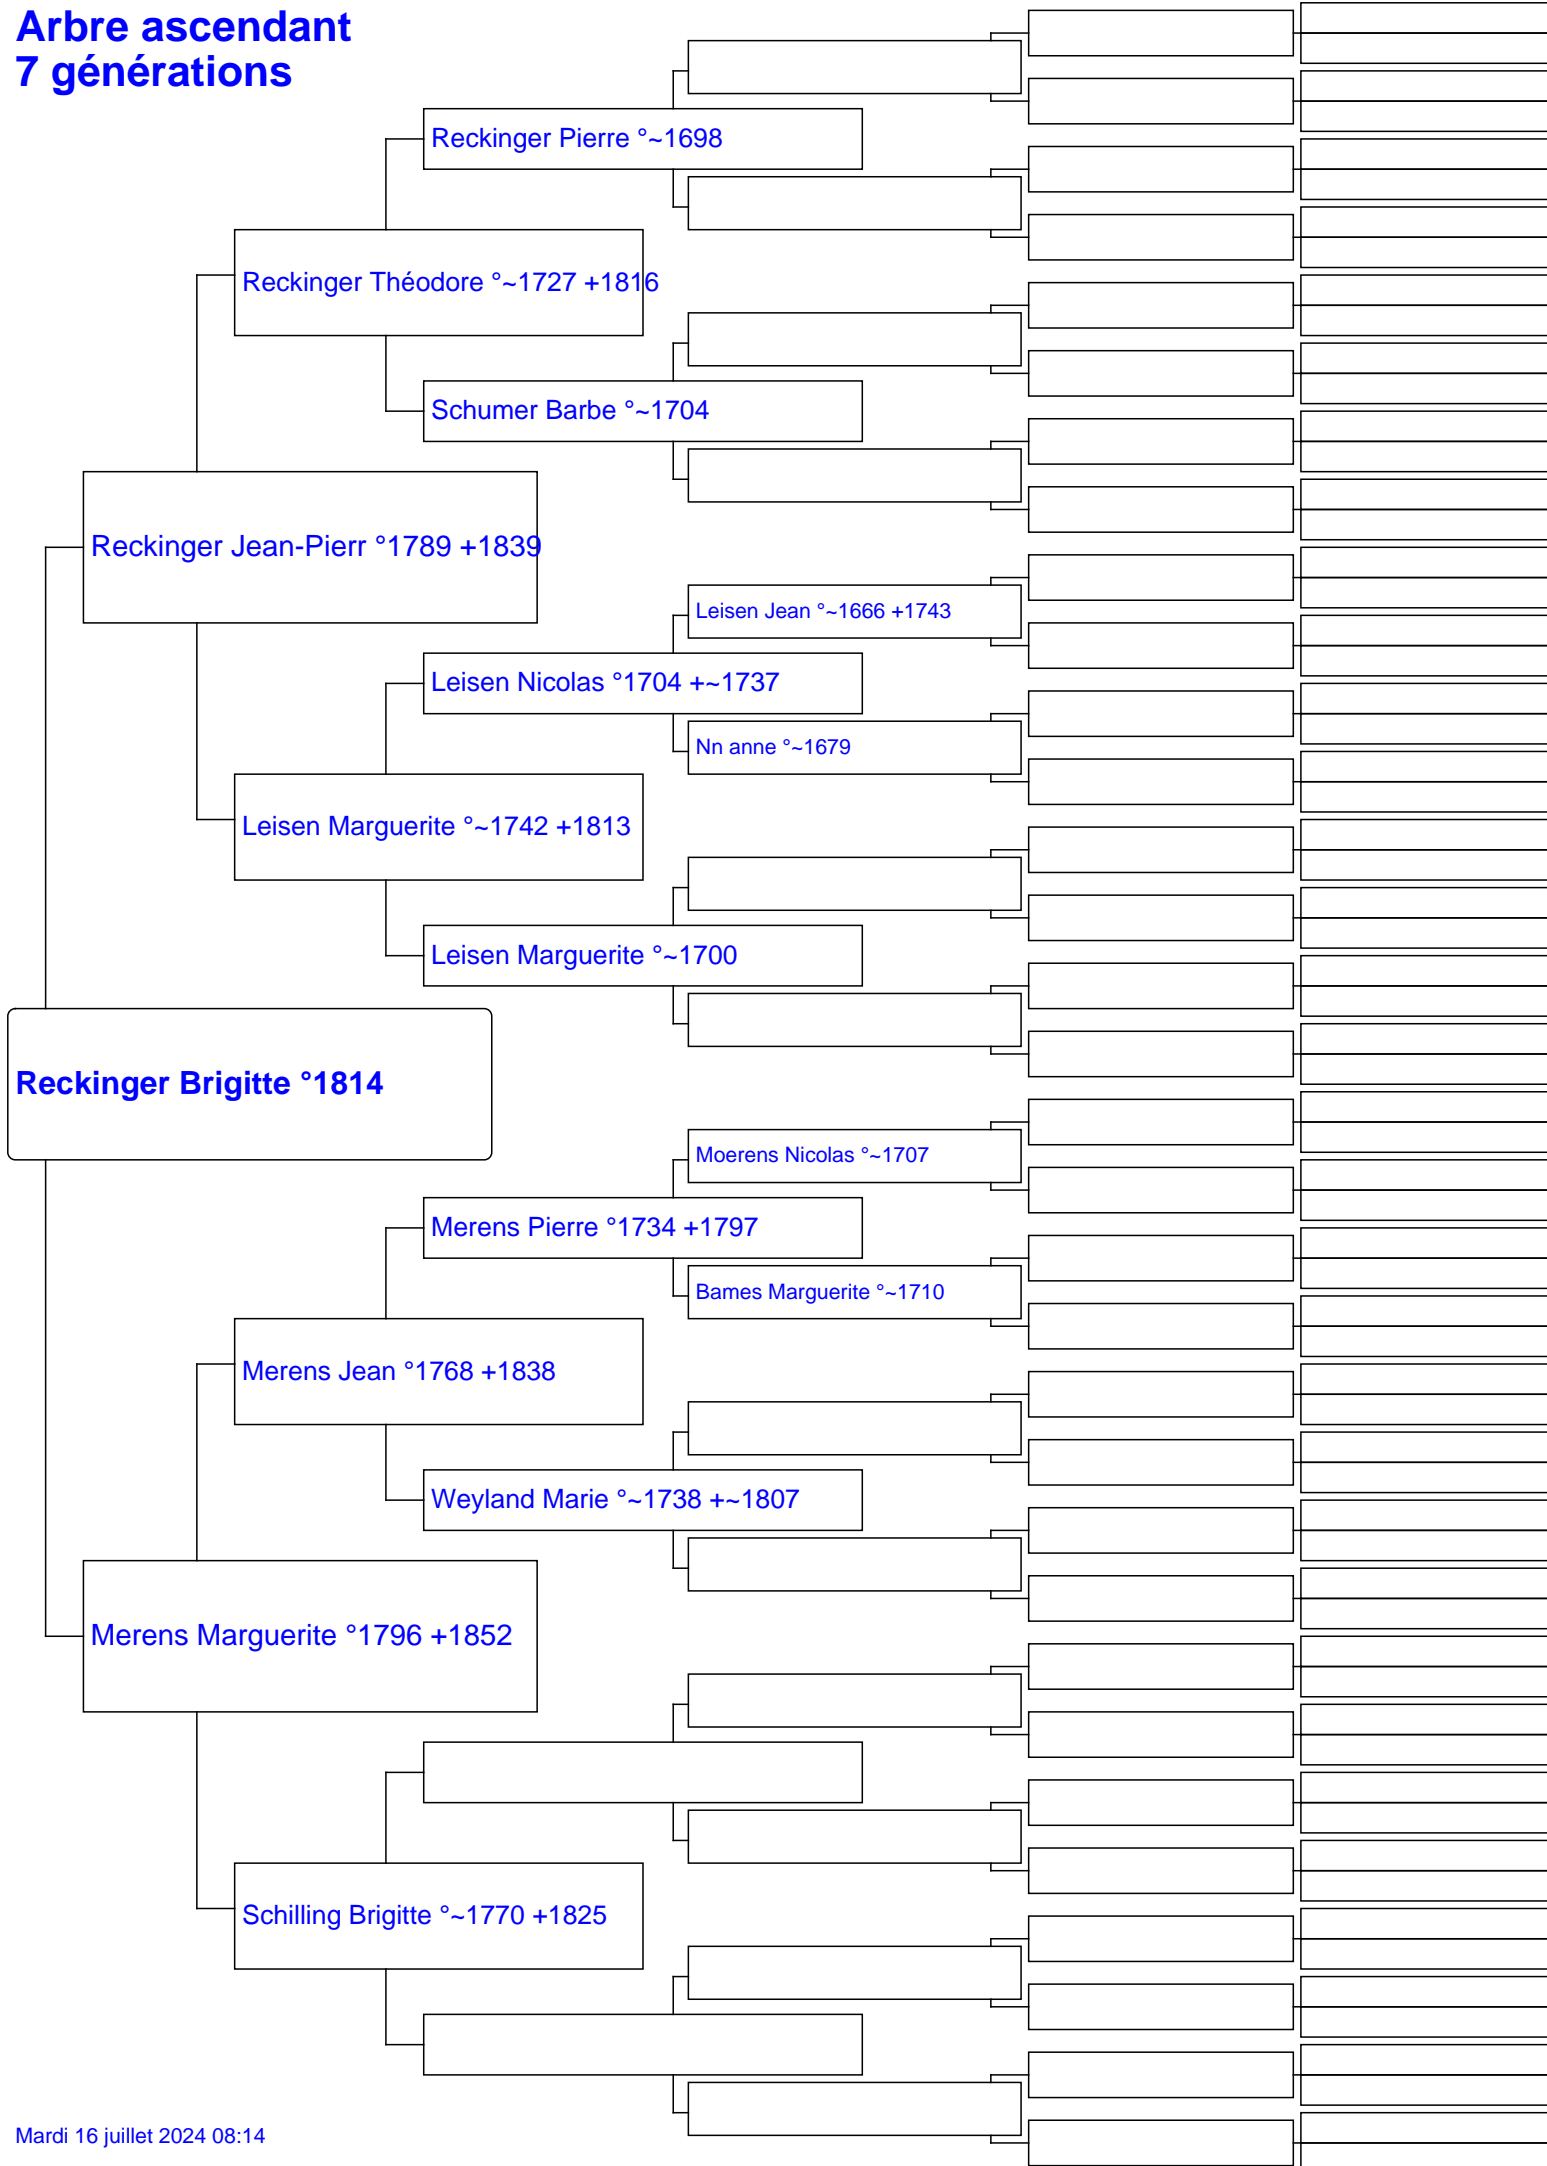 Arbre ascendant
7 générations
Reckinger Pierre °~1698
Reckinger Théodore °~1727 +1816
Schumer Barbe °~1704
Reckinger Jean-Pierr °1789 +1839
Leisen Jean °~1666 +1743
Leisen Nicolas °1704 +~1737
Nn anne °~1679
Leisen Marguerite °~1742 +1813
Leisen Marguerite °~1700
Reckinger Brigitte °1814
Moerens Nicolas °~1707
Merens Pierre °1734 +1797
Bames Marguerite °~1710
Merens Jean °1768 +1838
Weyland Marie °~1738 +~1807
Merens Marguerite °1796 +1852
Schilling Brigitte °~1770 +1825
Mardi 16 juillet 2024 08:14